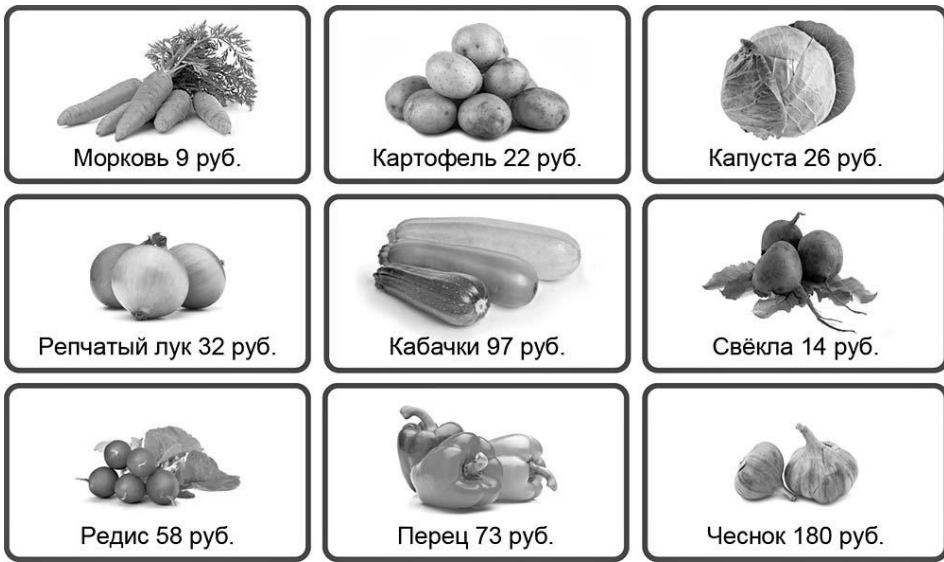 Морковь 9 руб.
Картофель 22 руб.
Капуста 26 руб.
Репчатый лук 32 руб.
Кабачки 97 руб.
Свёкла 14 руб.
Редис 58 руб.
Перец 73 руб.
Чеснок 180 руб.